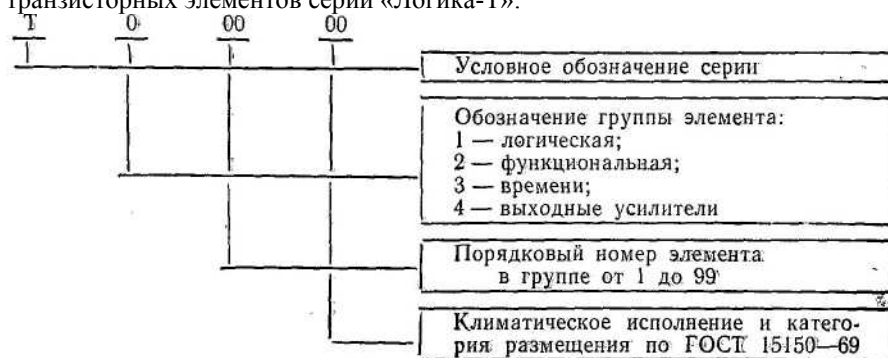 транзисторных элементов серии «Логика-Т».
Т 0 00 00
Условное обозначение серии
Обозначение группы элемента:
1 — логическая;
2 — функциональная;
3 — времени;
4 — выходные усилители
Порядковый номер элемента
в группе от 1 до 99
Климатическое исполнение и катего-
рия размещения по ГОСТ 15150—69